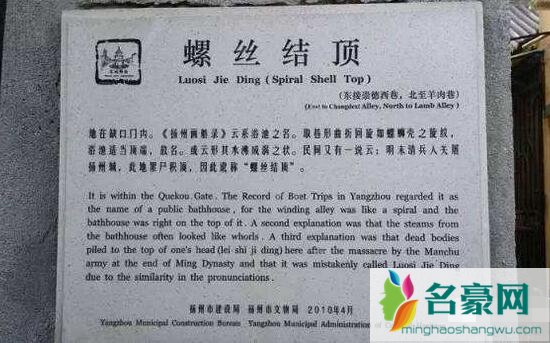 螺丝结顶
Luosi Jie Ding ( Spiral Shell Top )
(东接崇德西巷，北至羊肉巷)
(East to Changdexi Alley, North to Lamb Alley )
地在缺口门内。《扬州画舫录》云系浴池之名。取巷形曲折回旋如螺蛳壳之旋纹，
浴池适当顶端，故名。或云形其水沸成涡之状。民间又有一说云：明末清兵入关屠
扬州城，此地罗尸积顶，因此讹称“螺丝结顶”。
It is within the Quekou Gate. The Record of Boat Trips in Yangzhou regarded it as
the name of a public bathhouse, for the winding alley was like a spiral and the
bathhouse was right on the top of it. A second explanation was that the steams from
the bathhouse often looked like whorls. A third explanation was that dead bodies
piled to the top of one's head (lei-shi ji ding) here after the massacre by the Manchu
army at the end of Ming Dynasty and that it was mistakenly called Luosi Jie Ding
due to the similarity in the pronunciations.
扬州市建设局 扬州市文物局 2010年4月
Yangzhou Municipal Construction Bureau Yangzhou Municipal Administration of
名豪网
minghaoshangwu.com